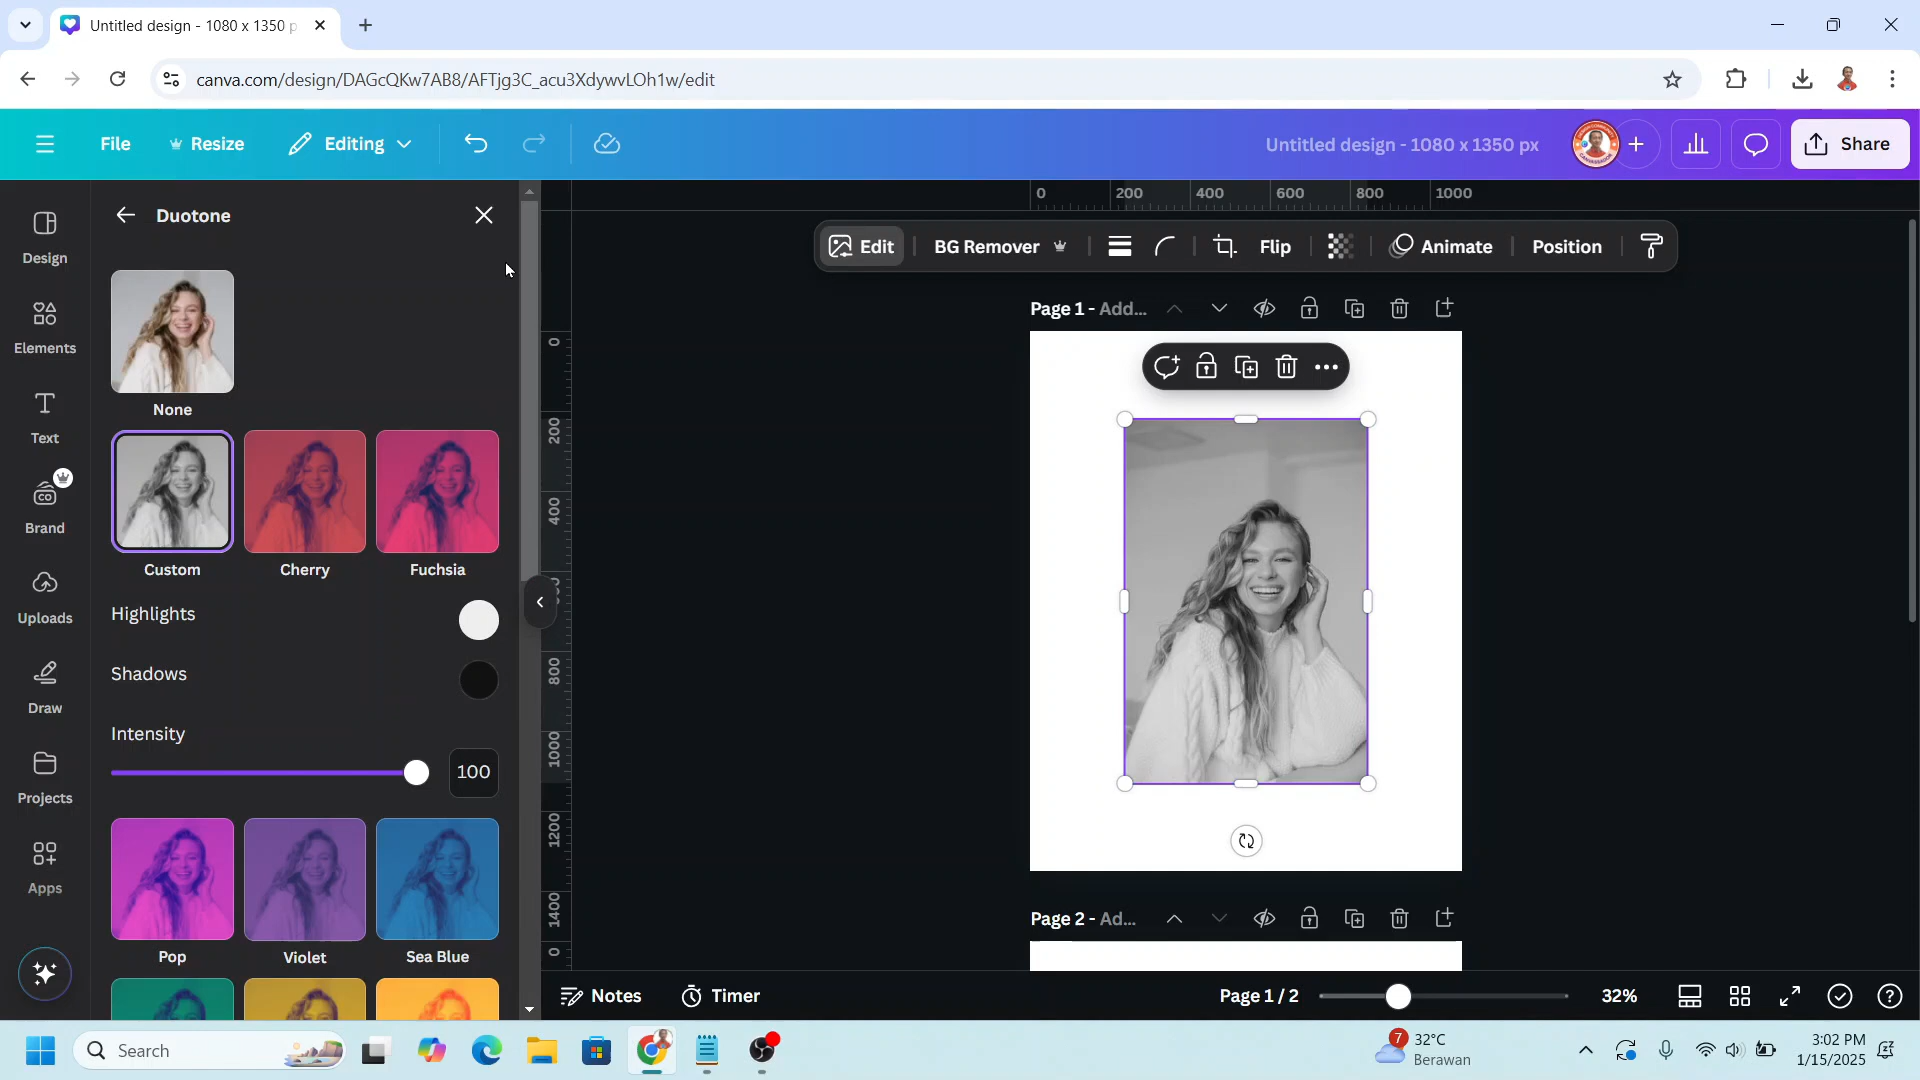 Untitled design - 1080 x 1350 p
canva.com/design/DAGcQKw7AB8/AFTjg3C_acu3XdywvLOh1w/edit
File
Resize
Editing
Untitled design - 1080 x 1350 px
Share
Design
Elements
Text
Brand
Uploads
Draw
Projects
Apps
Duotone
None
Custom
Cherry
Fuchsia
Highlights
Shadows
Intensity
100
Pop
Violet
Sea Blue
0 200 400 600 800 1000
0
200
400
800
1000
1200
1400
0
Edit
BG Remover
Flip
Animate
Position
Page 1 - Add...
Page 2 - Ad...
Notes
Timer
Page 1 / 2
32%
Search
7
32°C
Berawan
3:02 PM
1/15/2025